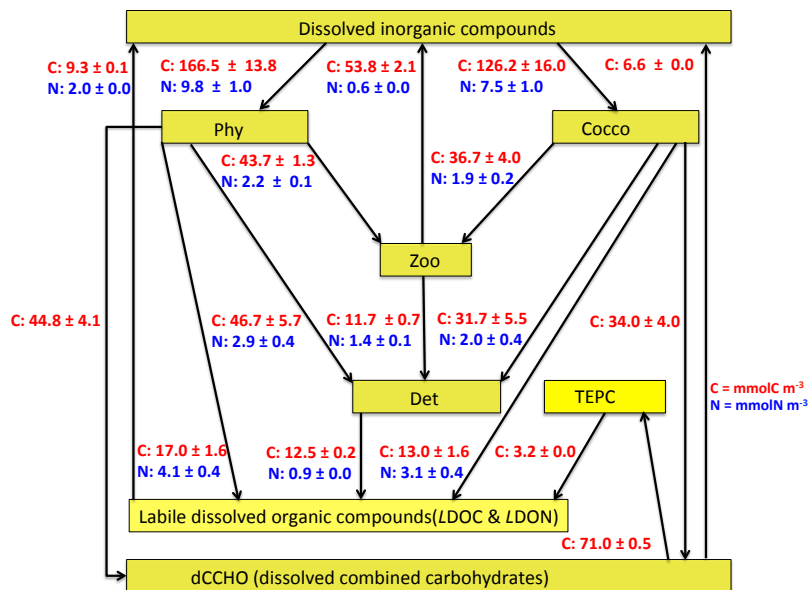 Dissolved inorganic compounds
C: 9.3 ± 0.1
N: 2.0 ± 0.0
C: 166.5 ± 13.8
N: 9.8 ± 1.0
C: 53.8 ± 2.1
N: 0.6 ± 0.0
C: 126.2 ± 16.0
N: 7.5 ± 1.0
C: 6.6 ± 0.0
Phy
Cocco
C: 43.7 ± 1.3
N: 2.2 ± 0.1
C: 36.7 ± 4.0
N: 1.9 ± 0.2
Zoo
C: 44.8 ± 4.1
C: 46.7 ± 5.7
N: 2.9 ± 0.4
C: 11.7 ± 0.7
N: 1.4 ± 0.1
C: 31.7 ± 5.5
N: 2.0 ± 0.4
C: 34.0 ± 4.0
Det
TEPC
C = mmolC m⁻³
N = mmolN m⁻³
C: 17.0 ± 1.6
N: 4.1 ± 0.4
C: 12.5 ± 0.2
N: 0.9 ± 0.0
C: 13.0 ± 1.6
N: 3.1 ± 0.4
C: 3.2 ± 0.0
Labile dissolved organic compounds(LDOC & LDON)
C: 71.0 ± 0.5
dCCHO (dissolved combined carbohydrates)